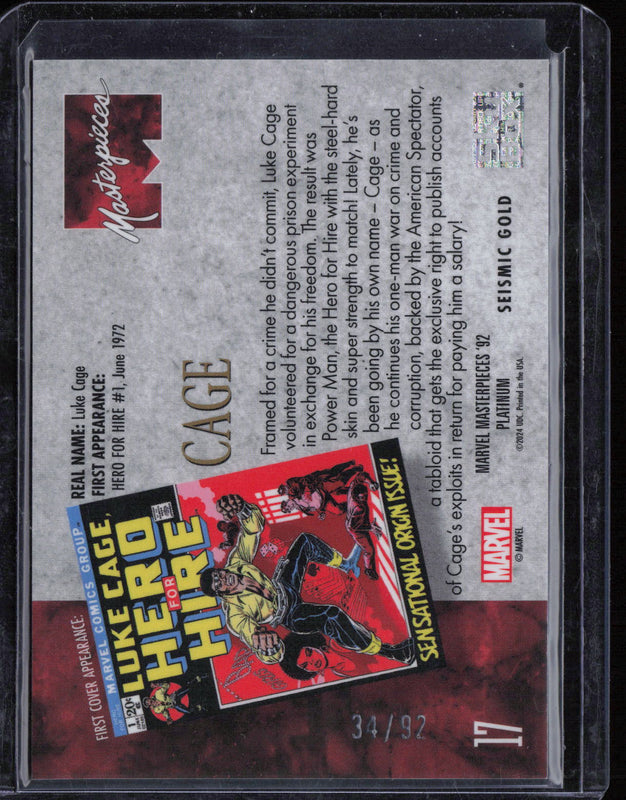 Masterpieces
REAL NAME: Luke Cage
FIRST APPEARANCE:
HERO FOR HIRE #1, June 1972
CAGE
Framed for a crime he didn't commit, Luke Cage
volunteered for a dangerous prison experiment
in exchange for his freedom. The result was
Power Man, the Hero for Hire with the steel-hard
skin and super strength to match! Lately, he's
been going by his own name – Cage – as
he continues his one-man war on crime and
corruption, backed by the American Spectator,
a tabloid that gets the exclusive right to publish accounts
of Cage's exploits in return for paying him a salary!
FIRST COVER APPEARANCE:
MARVEL COMICS GROUP
20¢
LUKE CAGE,
HERO
FOR
HIRE
SENSATIONAL ORIGIN ISSUE!
34/92
17
MARVEL
© MARVEL
MARVEL MASTERPIECES '92
PLATINUM
©2024 UDC. Printed in the USA.
SEISMIC GOLD